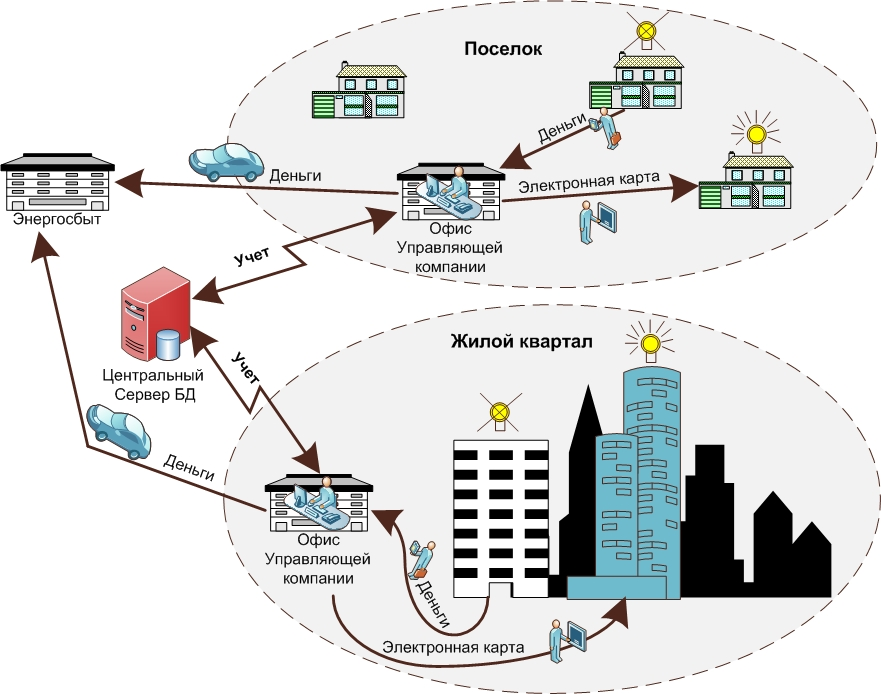 Поселок
Деньги
Деньги
Электронная карта
Энергосбыт
Офис
Управляющей
компании
Учет
Центральный
Сервер БД
Учет
Жилой квартал
Деньги
Офис
Управляющей
компании
Деньги
Электронная карта